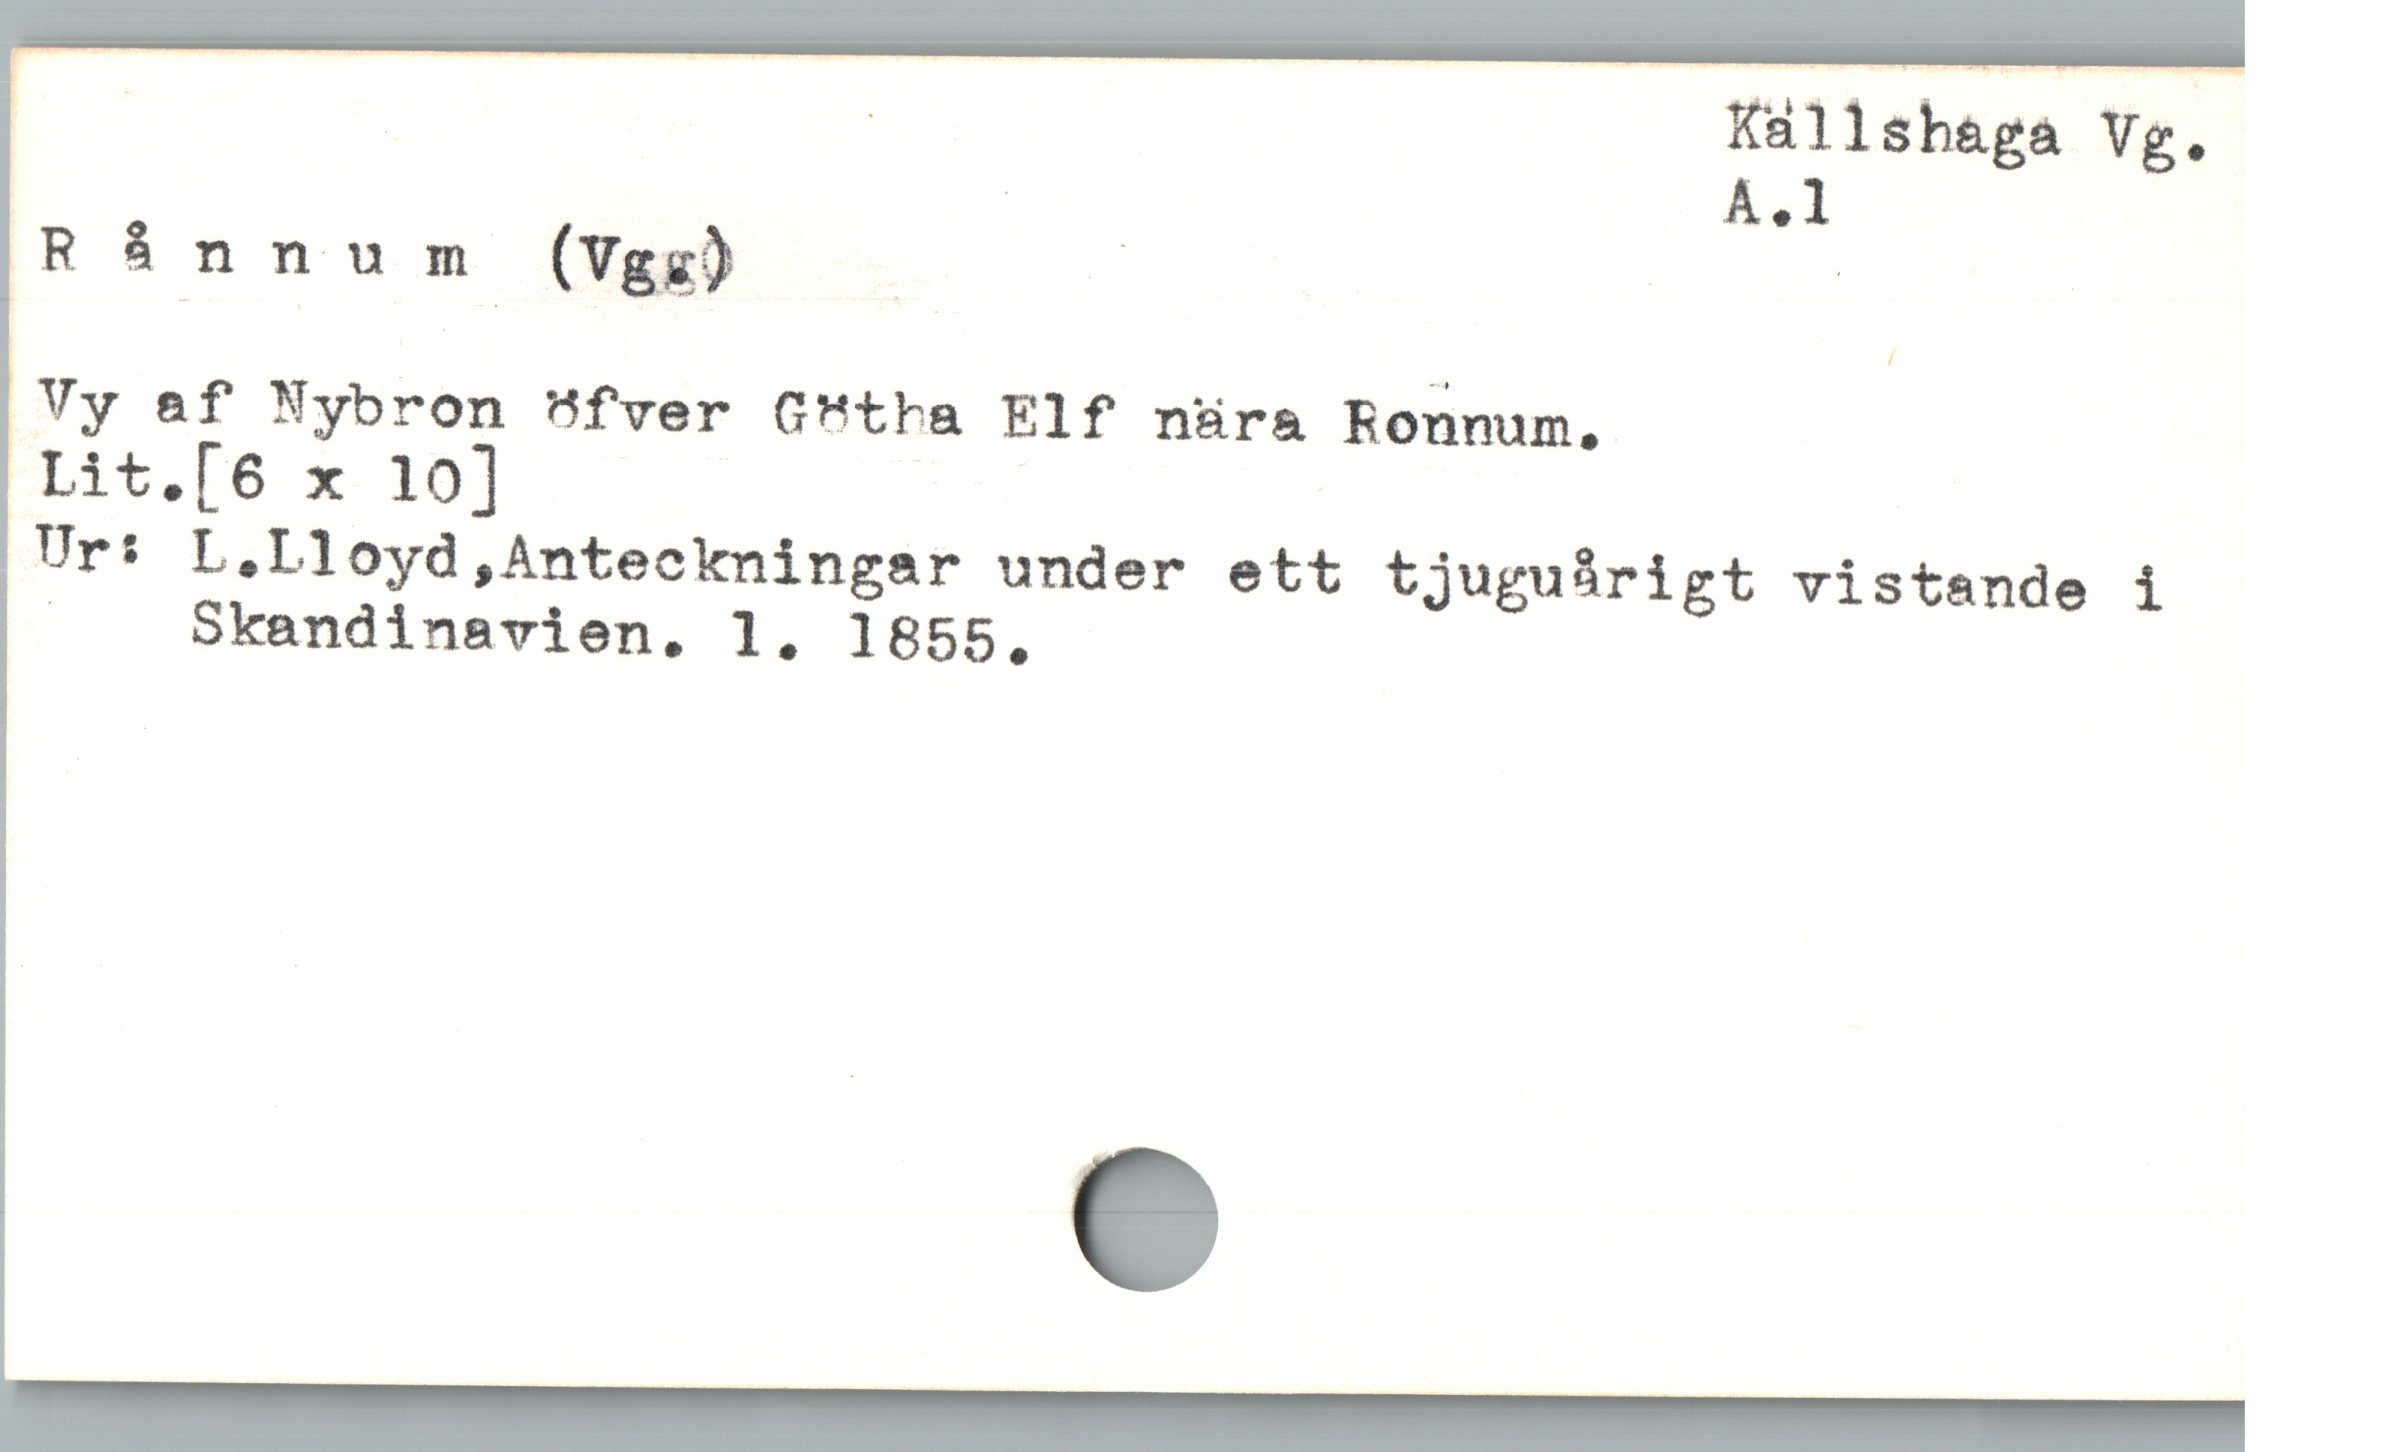 Källshaga Vg.
A.1
R å n n u m (Vg.)
Vy af Nybron öfver Götha Elf nära Ronnum.
Lit.[6 x 10]
Ur: L.Lloyd,Anteckningar under ett tjuguårigt vistande i
Skandinavien. 1. 1855.